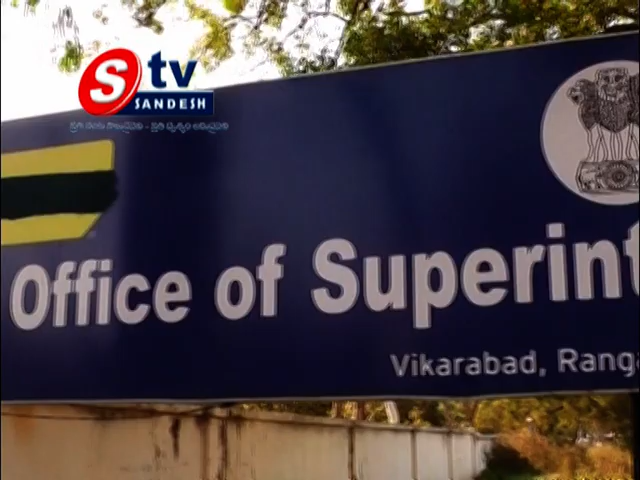 S tv
SANDESH
Office of Superint
Vikarabad, Ranga